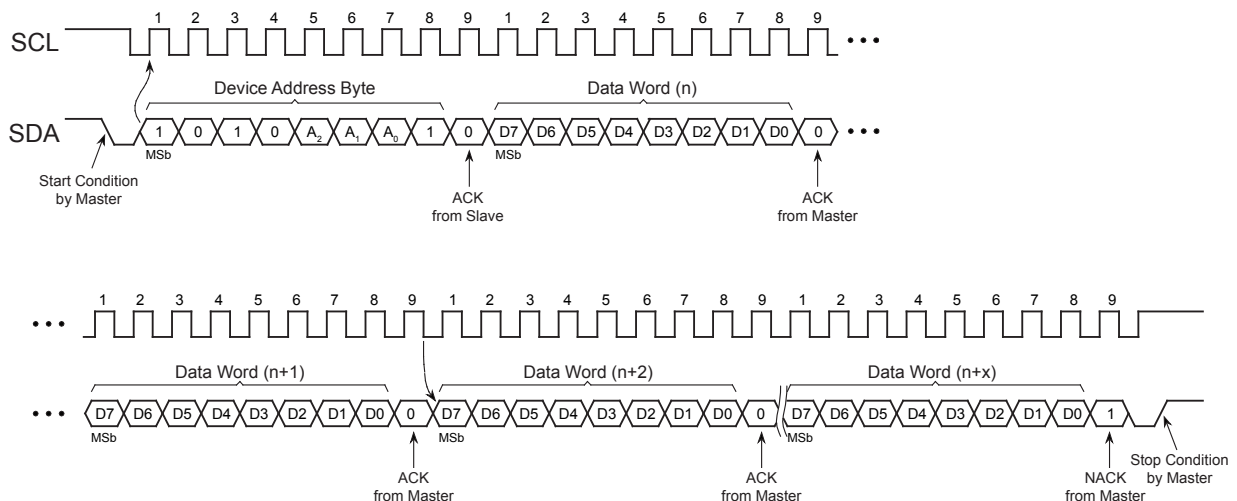 1 2 3 4 5 6 7 8 9 1 2 3 4 5 6 7 8 9
SCL
Device Address Byte Data Word (n)
SDA 1 0 1 0 A2 A1 A0 1 0 D7 D6 D5 D4 D3 D2 D1 D0 0
MSb MSb
Start Condition
by Master
ACK
from Slave
ACK
from Master
1 2 3 4 5 6 7 8 9 1 2 3 4 5 6 7 8 9 1 2 3 4 5 6 7 8 9
Data Word (n+1) Data Word (n+2) Data Word (n+x)
D7 D6 D5 D4 D3 D2 D1 D0 0 D7 D6 D5 D4 D3 D2 D1 D0 0 D7 D6 D5 D4 D3 D2 D1 D0 1
MSb MSb MSb
ACK
from Master
ACK
from Master
NACK
from Master
Stop Condition
by Master